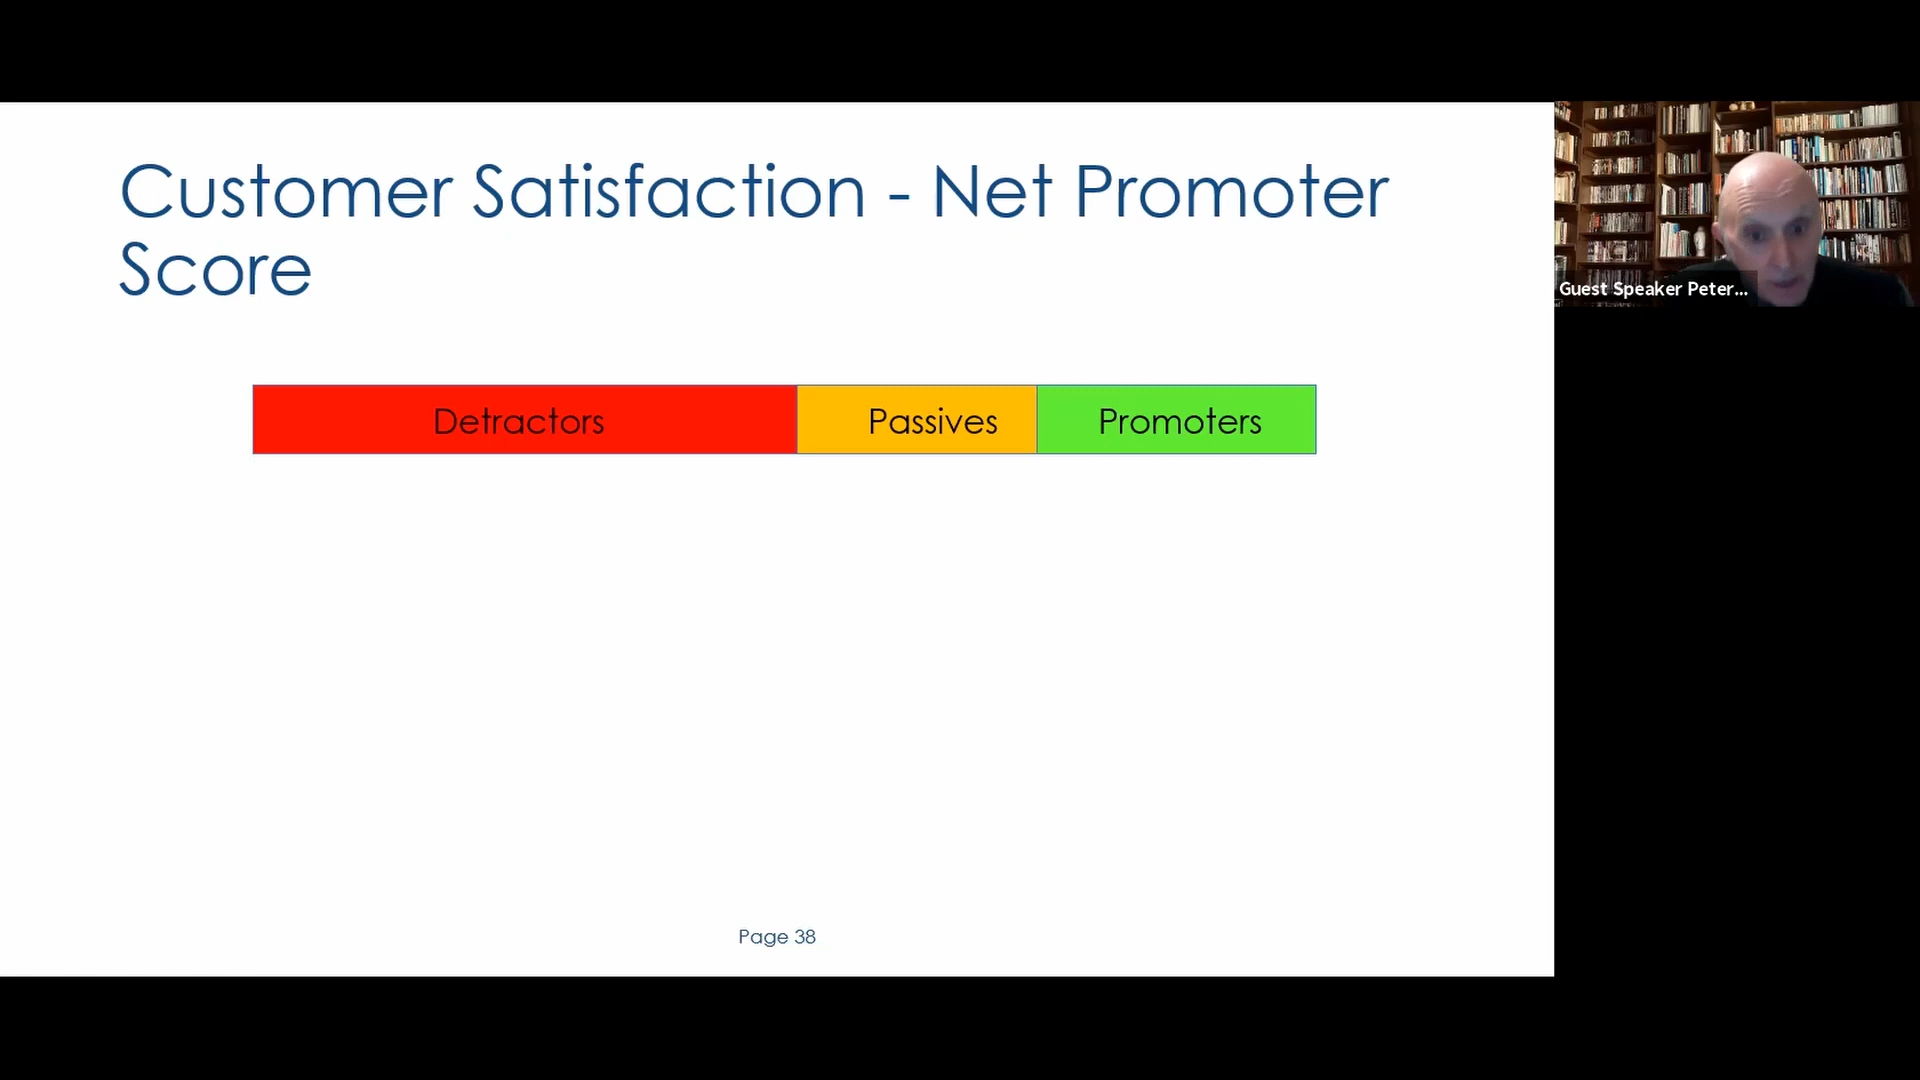 Customer Satisfaction - Net Promoter
Score
Detractors
Passives
Promoters
Page 38
Guest Speaker Peter...